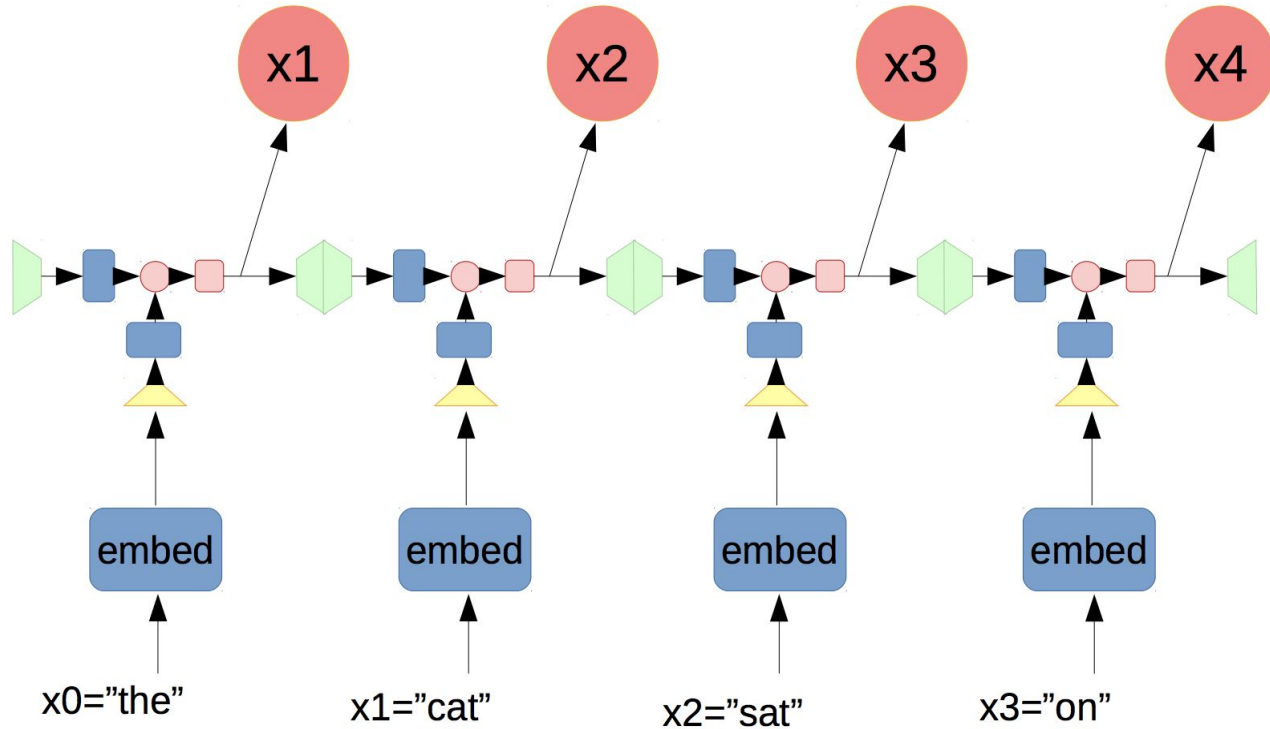 x1
x2
x3
x4
embed
embed
embed
embed
x0=”the”
x1=”cat”
x2=”sat”
x3=”on”